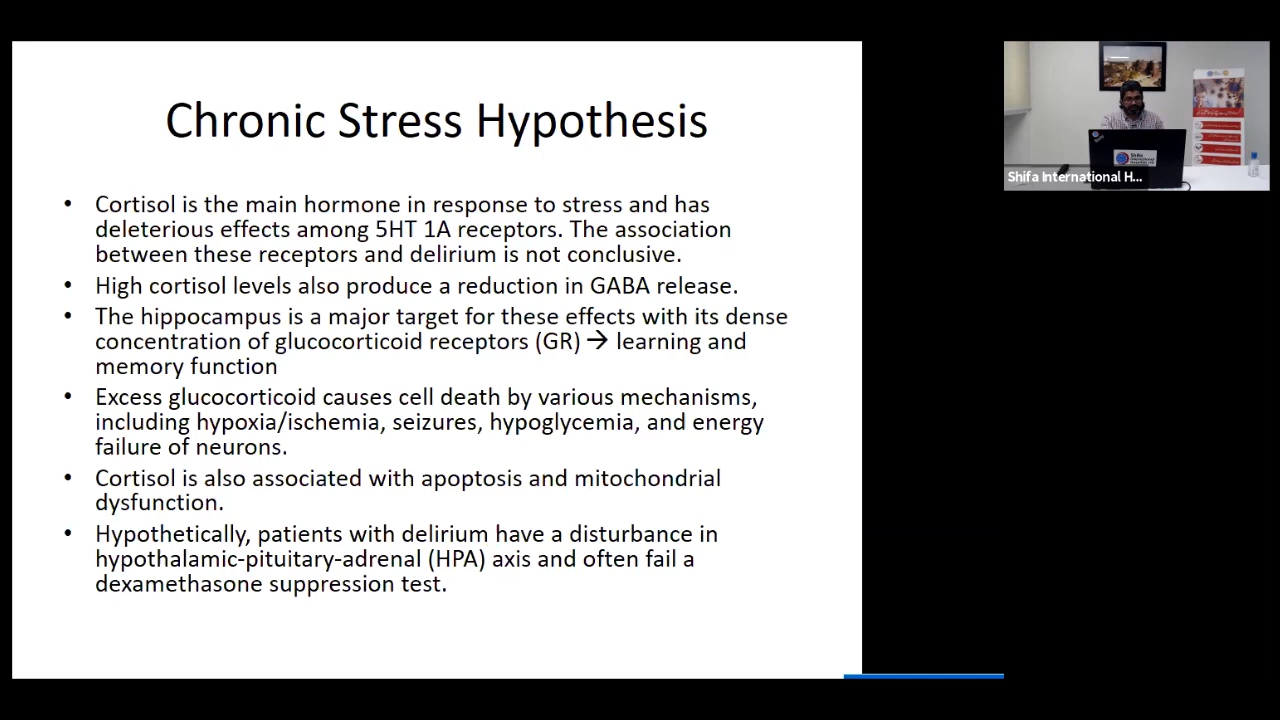 Chronic Stress Hypothesis
• Cortisol is the main hormone in response to stress and has
deleterious effects among 5HT 1A receptors. The association
between these receptors and delirium is not conclusive.
• High cortisol levels also produce a reduction in GABA release.
• The hippocampus is a major target for these effects with its dense
concentration of glucocorticoid receptors (GR) → learning and
memory function
• Excess glucocorticoid causes cell death by various mechanisms,
including hypoxia/ischemia, seizures, hypoglycemia, and energy
failure of neurons.
• Cortisol is also associated with apoptosis and mitochondrial
dysfunction.
• Hypothetically, patients with delirium have a disturbance in
hypothalamic-pituitary-adrenal (HPA) axis and often fail a
dexamethasone suppression test.
Shifa International H...